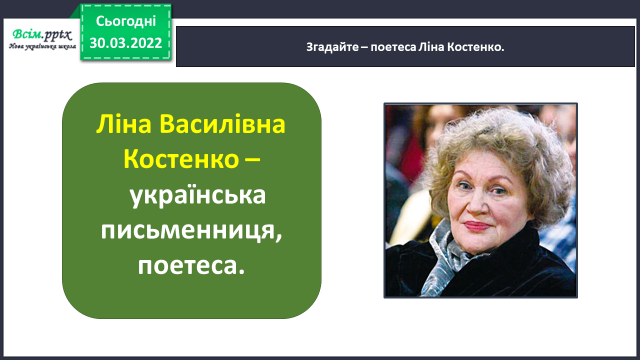 Всім.pptx
Нова українська школа
Сьогодні
30.03.2022
Згадайте – поетеса Ліна Костенко.
Ліна Василівна
Костенко –
українська
письменниця,
поетеса.